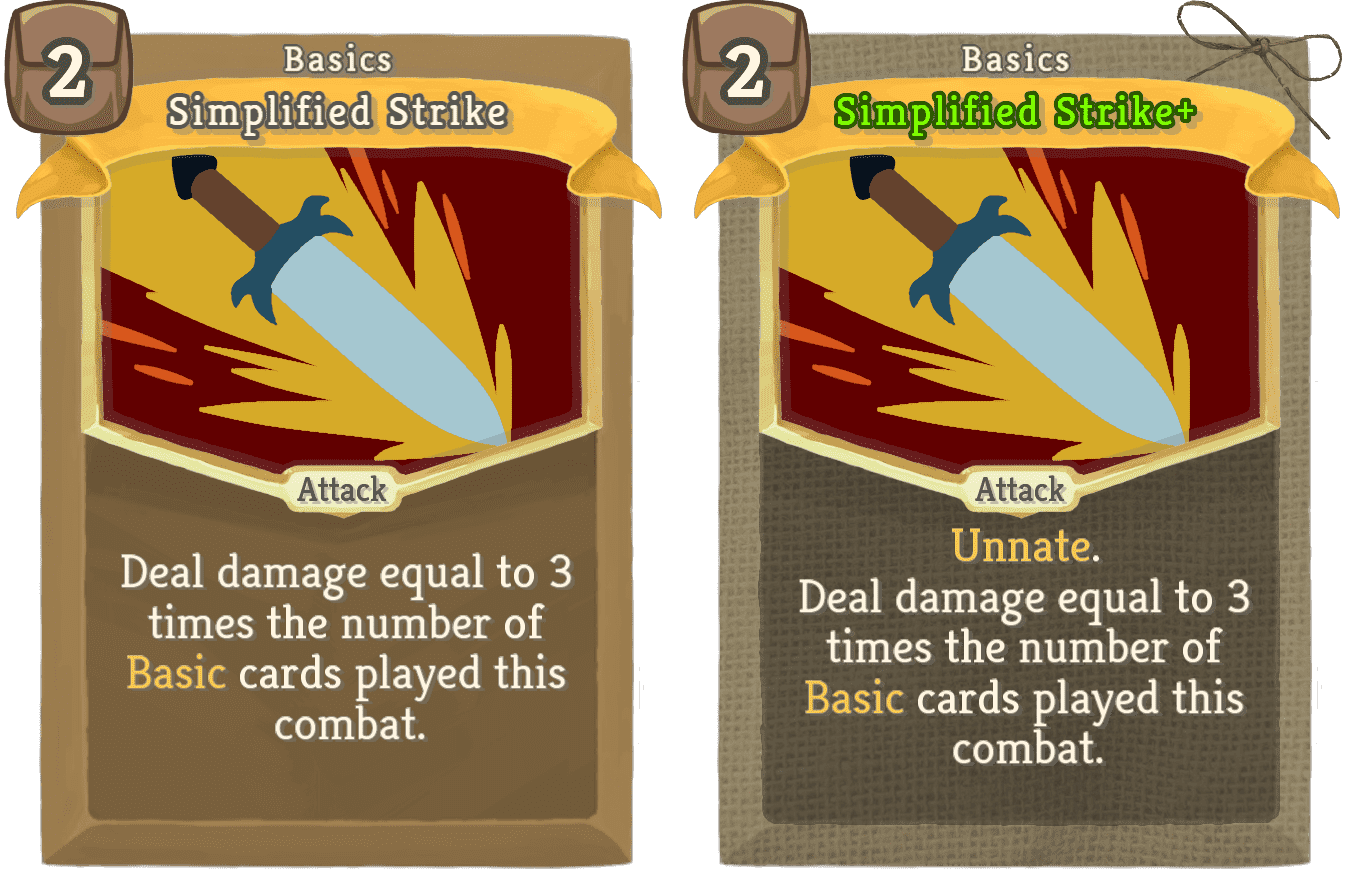 2
Basics
Simplified Strike
Attack
Deal damage equal to 3
times the number of
Basic cards played this
combat.
2
Basics
Simplified Strike+
Attack
Unnate.
Deal damage equal to 3
times the number of
Basic cards played this
combat.